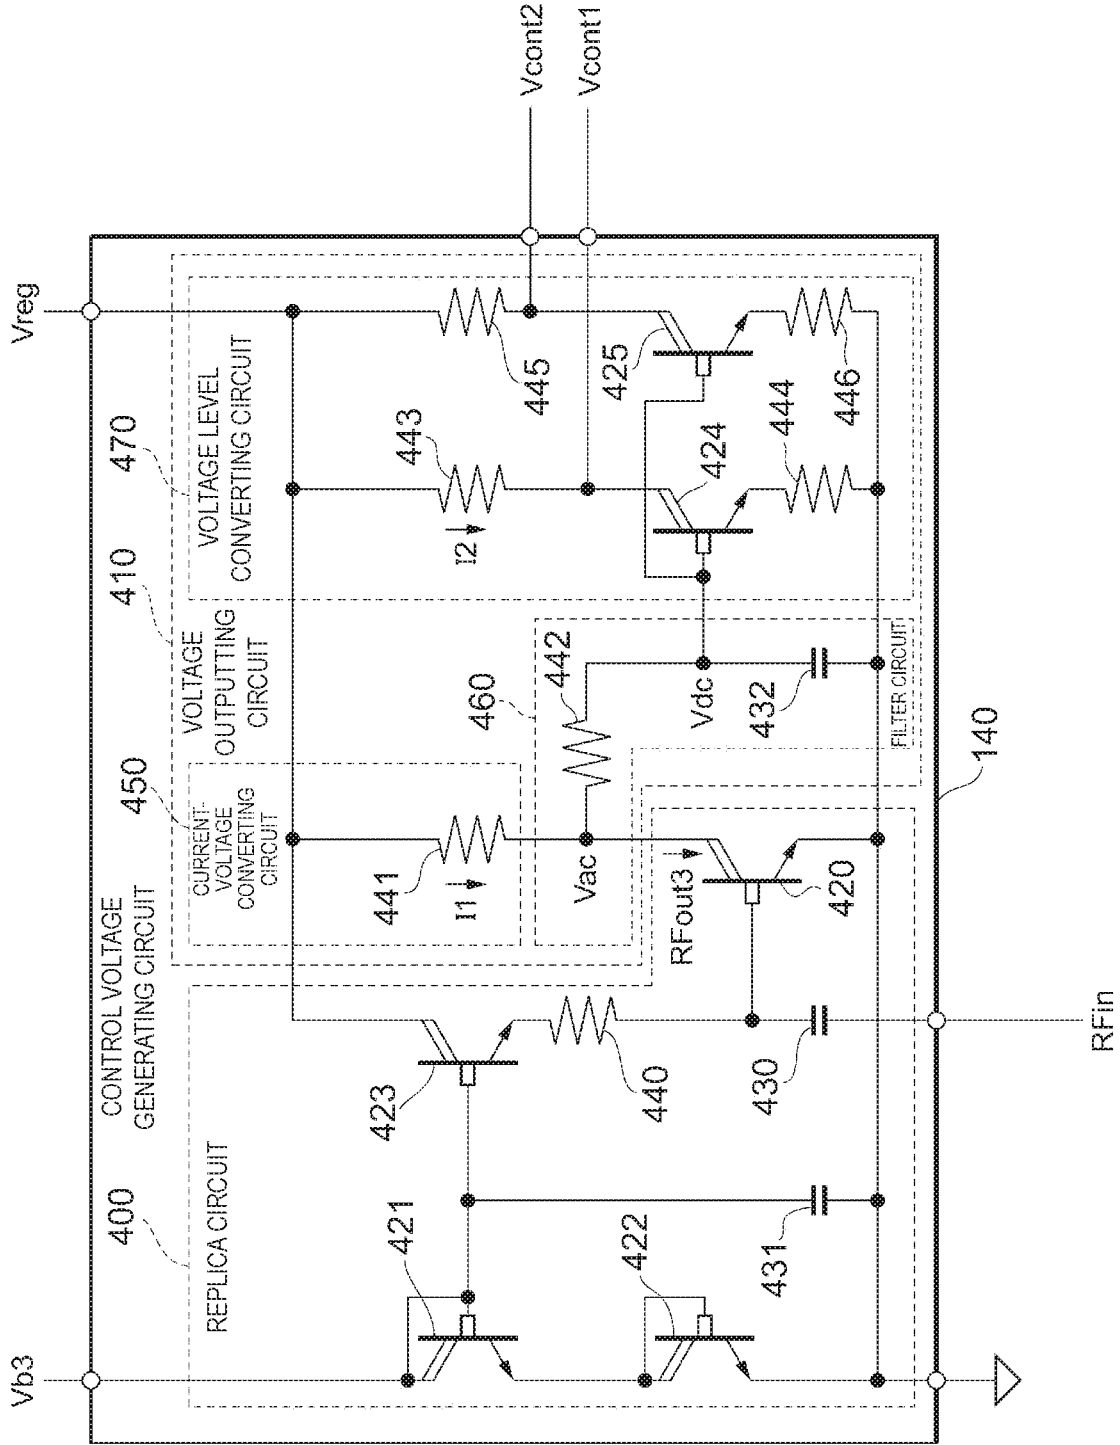 Vb3
Vreg
CONTROL VOLTAGE
GENERATING CIRCUIT
400
REPLICA CIRCUIT
450
CURRENT-
VOLTAGE
CONVERTING
CIRCUIT
410
VOLTAGE
OUTPUTTING
CIRCUIT
470
VOLTAGE LEVEL
CONVERTING CIRCUIT
421
422
423
431
440
430
441
I1
Vac
RFout3
420
460
442
Vdc
432
FILTER CIRCUIT
443
I2
424
444
445
425
446
Vcont2
Vcont1
140
RFin